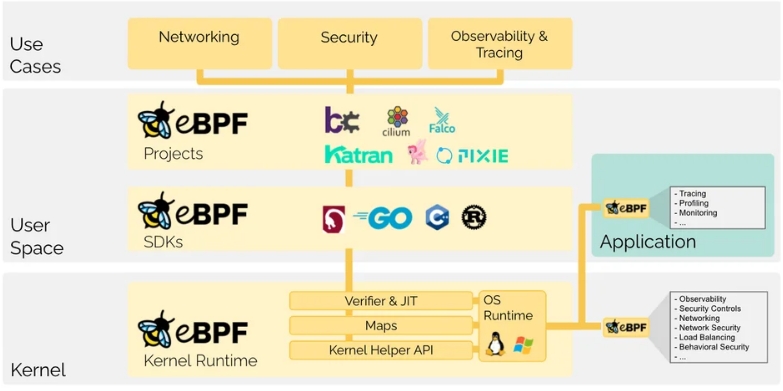 Use
Cases
Networking
Security
Observability &
Tracing
eBPF
Projects
bcc
cilium
Falco
Katran
PIXIE
User
Space
eBPF
SDKs
GO
C++
eBPF
- Tracing
- Profiling
- Monitoring
- ...
Application
Kernel
eBPF
Kernel Runtime
Verifier & JIT
Maps
Kernel Helper API
OS
Runtime
eBPF
- Observability
- Security Controls
- Networking
- Network Security
- Load Balancing
- Behavioral Security
- ...